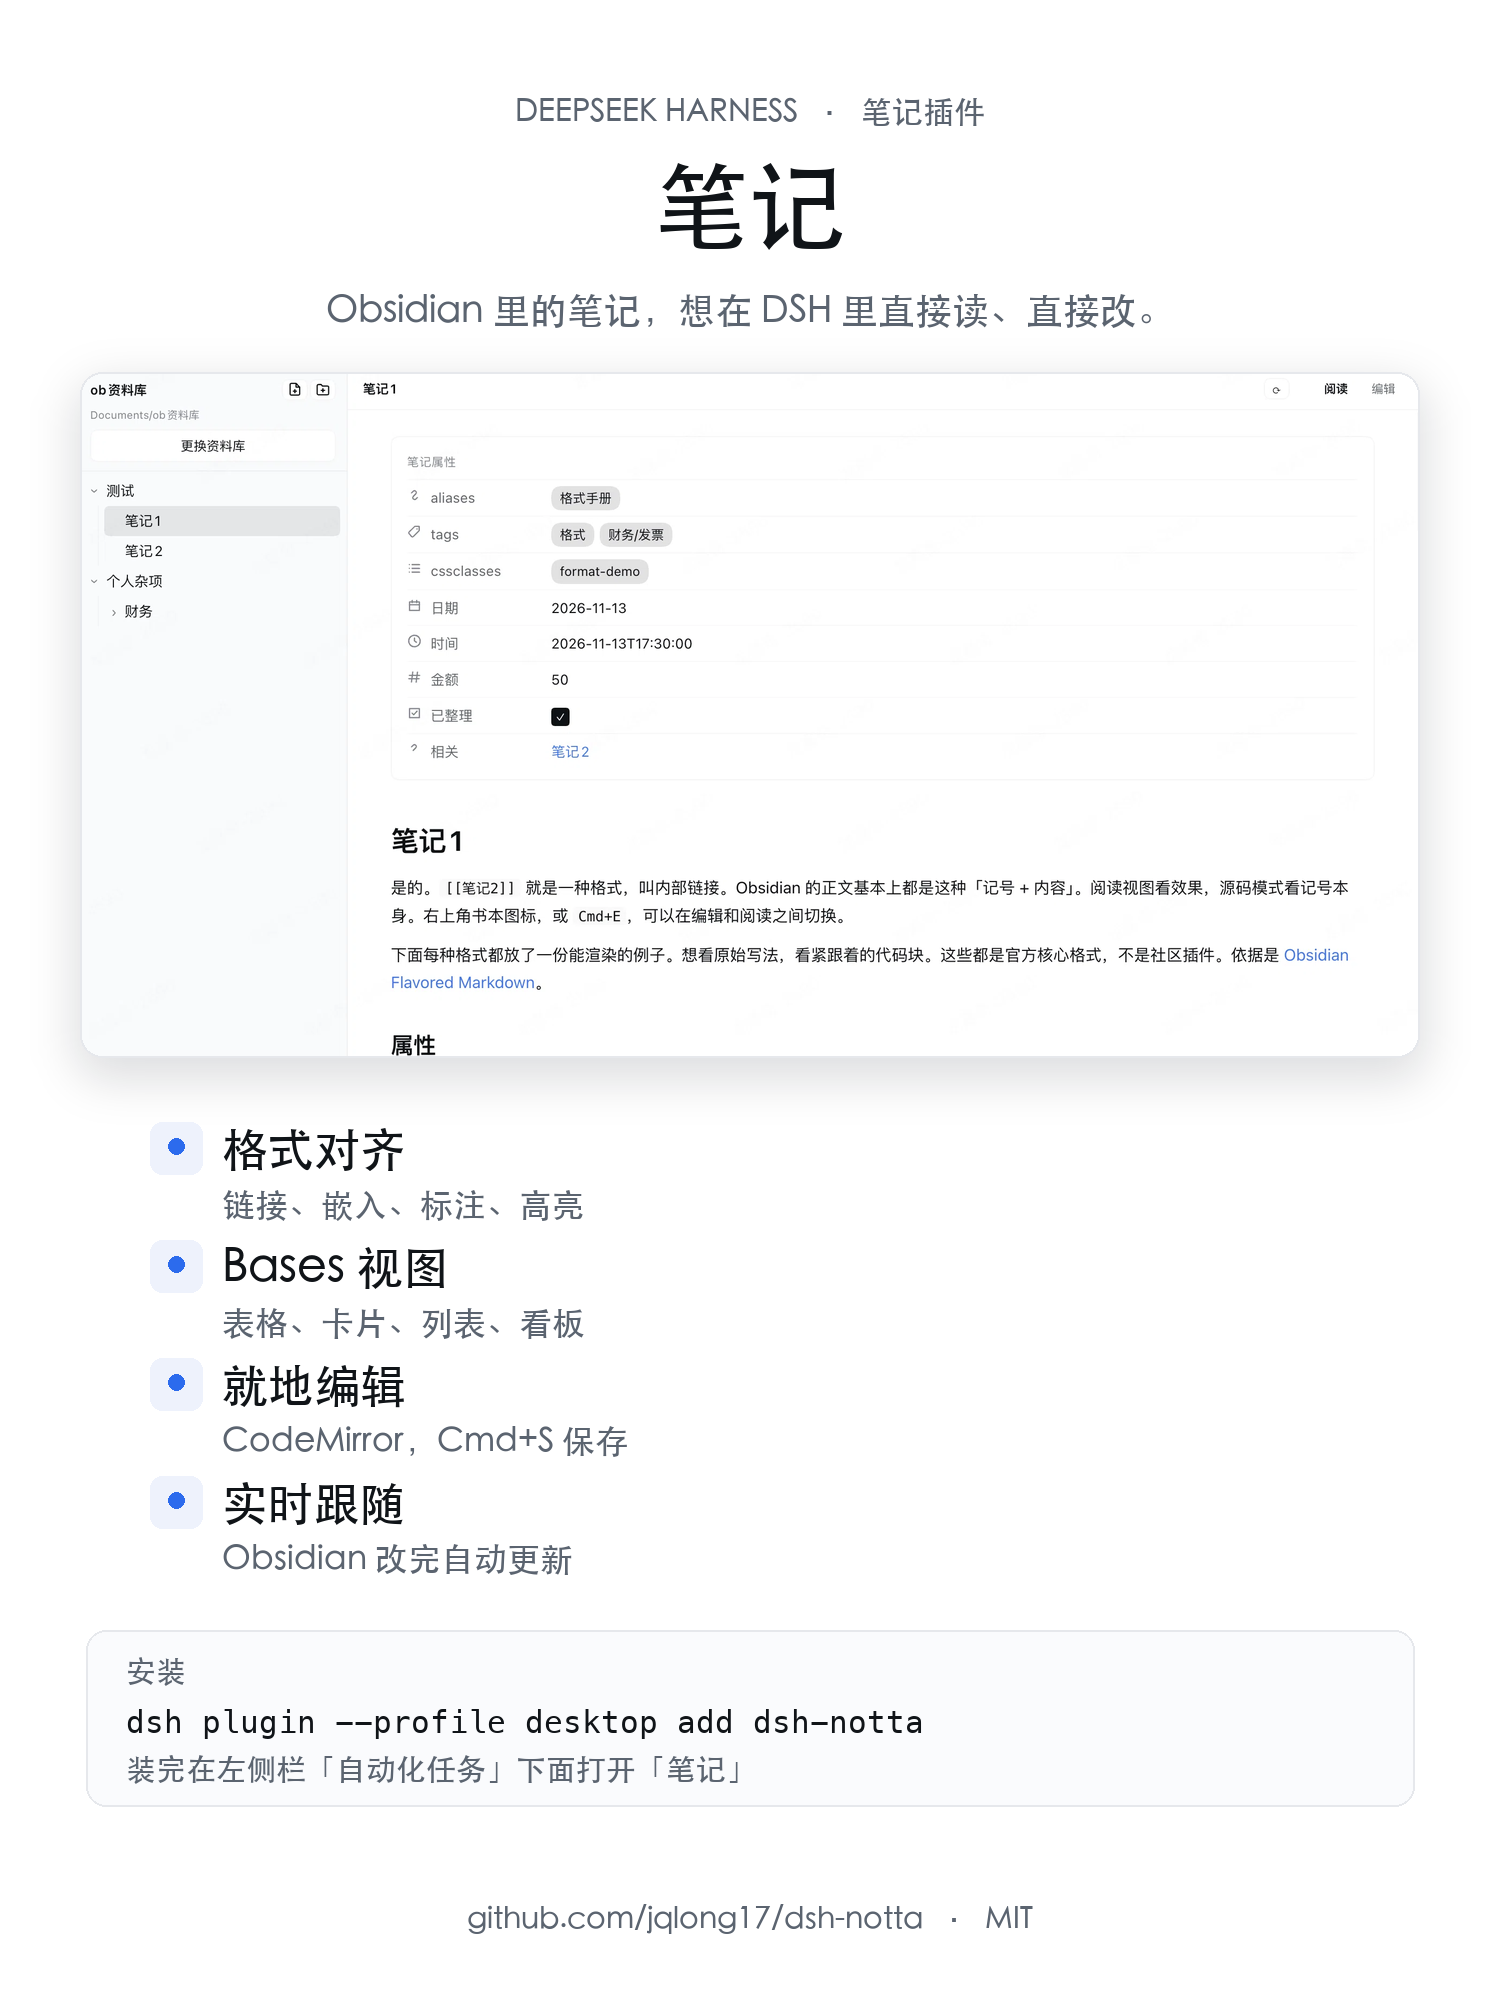 DEEPSEEK HARNESS · 笔记插件
笔记
Obsidian 里的笔记，想在 DSH 里直接读、直接改。
ob资料库
Documents/ob资料库
更换资料库
测试
笔记1
笔记2
个人杂项
财务
笔记1
阅读 编辑
笔记属性
aliases 格式手册
tags 格式 财务/发票
cssclasses format-demo
日期 2026-11-13
时间 2026-11-13T17:30:00
金额 50
已整理
相关 笔记2
笔记1
是的。[[笔记2]] 就是一种格式，叫内部链接。Obsidian 的正文基本上都是这种「记号 + 内容」。阅读视图看效果，源码模式看记号本
身。右上角书本图标，或 Cmd+E，可以在编辑和阅读之间切换。
下面每种格式都放了一份能渲染的例子。想看原始写法，看紧跟着的代码块。这些都是官方核心格式，不是社区插件。依据是 Obsidian
Flavored Markdown。
属性
格式对齐
链接、嵌入、标注、高亮
Bases 视图
表格、卡片、列表、看板
就地编辑
CodeMirror，Cmd+S 保存
实时跟随
Obsidian 改完自动更新
安装
dsh plugin --profile desktop add dsh-notta
装完在左侧栏「自动化任务」下面打开「笔记」
github.com/jqlong17/dsh-notta · MIT